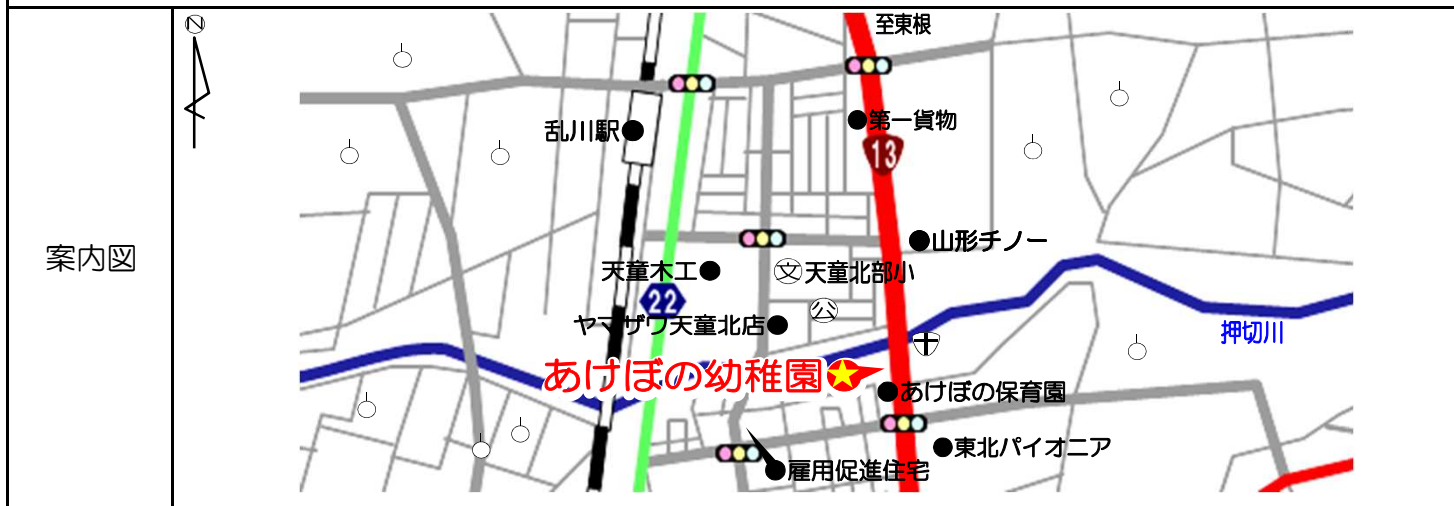 案内図
N
至東根
第一貨物
乱川駅
13
山形チノー
天童木工
文 天童北部小
22
公
ヤマザワ天童北店
押切川
あけぼの幼稚園
あけぼの保育園
東北パイオニア
雇用促進住宅